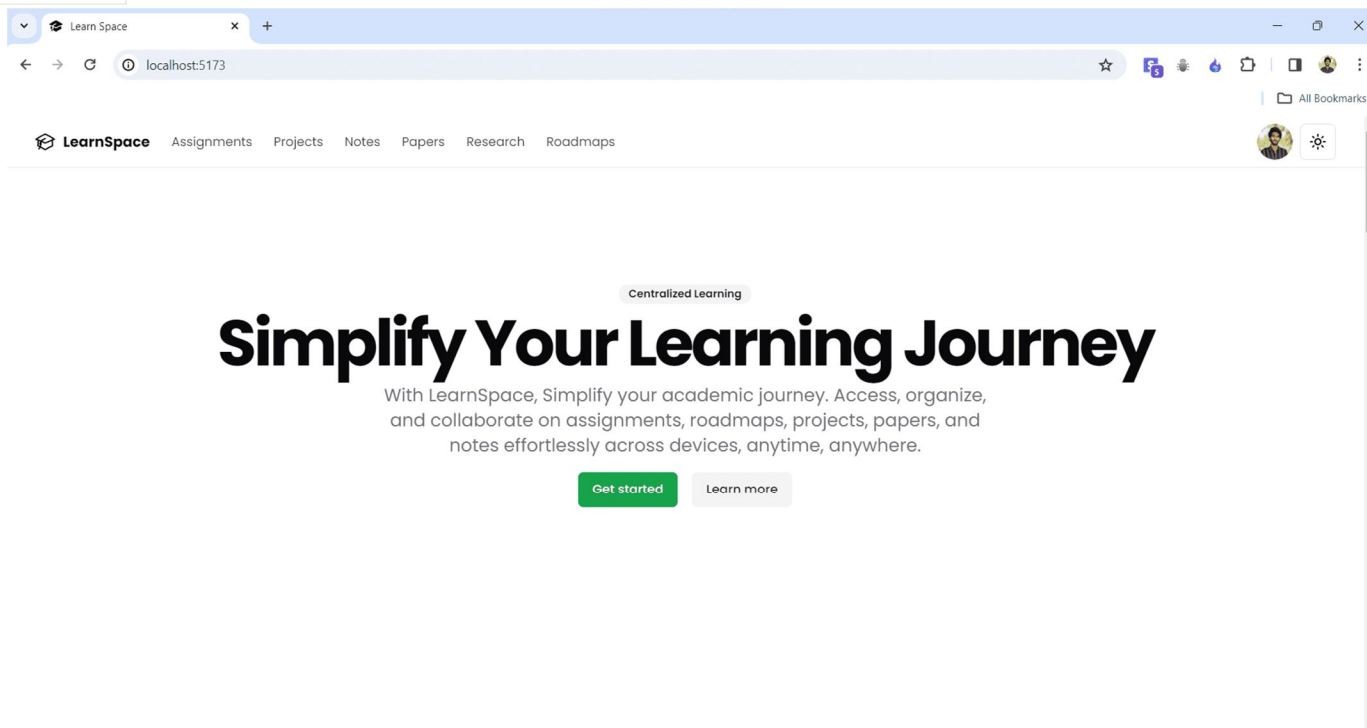 Learn Space
localhost:5173
S
All Bookmarks
LearnSpace Assignments Projects Notes Papers Research Roadmaps
Centralized Learning
Simplify Your Learning Journey
With LearnSpace, Simplify your academic journey. Access, organize,
and collaborate on assignments, roadmaps, projects, papers, and
notes effortlessly across devices, anytime, anywhere.
Get started Learn more